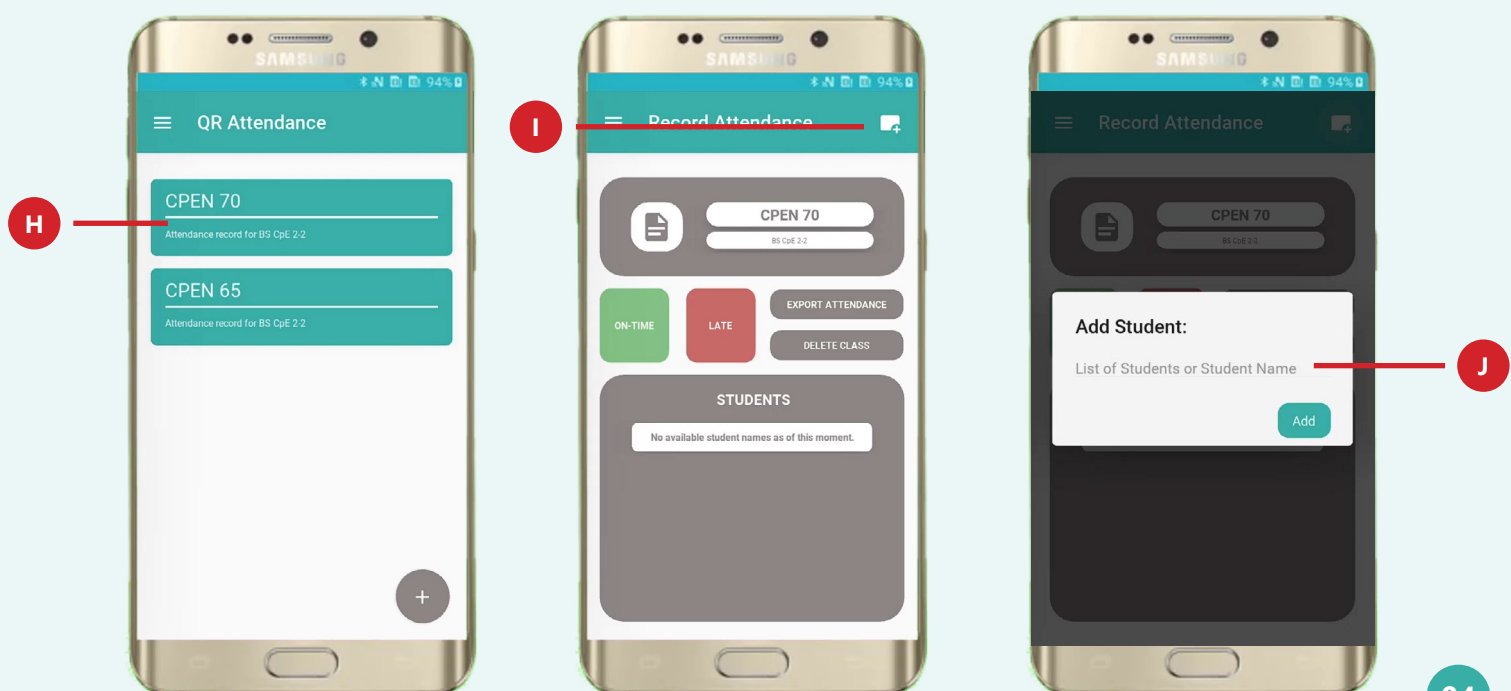 SAMSUNG
94%
QR Attendance
CPEN 70
Attendance record for BS CpE 2-2
CPEN 65
Attendance record for BS CpE 2-2
+
H
SAMSUNG
94%
Record Attendance
I
CPEN 70
BS CpE 2-2
ON-TIME
LATE
EXPORT ATTENDANCE
DELETE CLASS
STUDENTS
No available student names as of this moment.
SAMSUNG
94%
Record Attendance
CPEN 70
BS CpE 2-2
Add Student:
List of Students or Student Name
Add
J